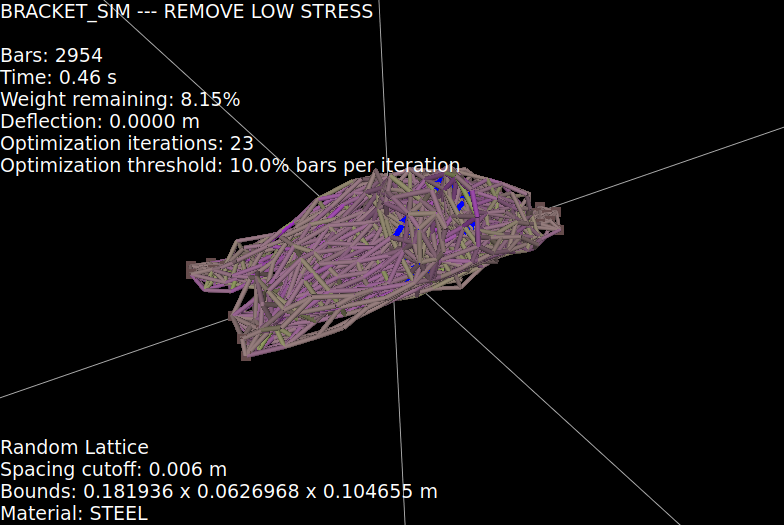 BRACKET_SIM --- REMOVE LOW STRESS
Bars: 2954
Time: 0.46 s
Weight remaining: 8.15%
Deflection: 0.0000 m
Optimization iterations: 23
Optimization threshold: 10.0% bars per iteration
Random Lattice
Spacing cutoff: 0.006 m
Bounds: 0.181936 x 0.0626968 x 0.104655 m
Material: STEEL